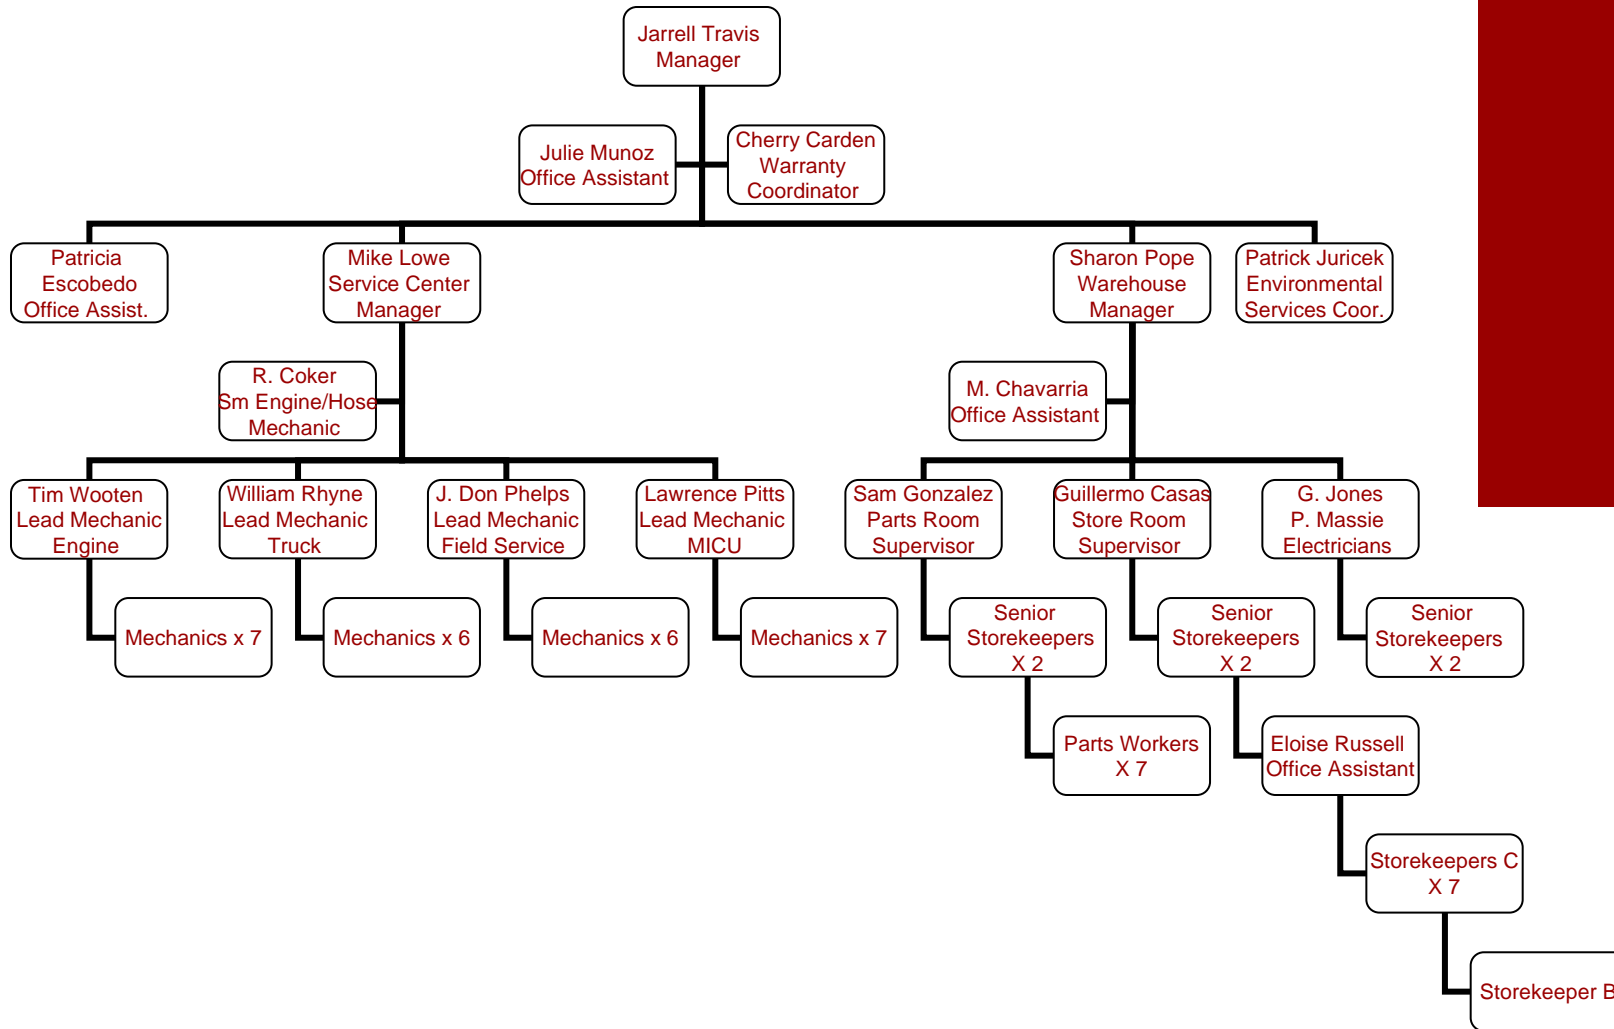 Jarrell Travis
Manager
Julie Munoz
Office Assistant
Cherry Carden
Warranty
Coordinator
Patricia
Escobedo
Office Assist.
Mike Lowe
Service Center
Manager
Sharon Pope
Warehouse
Manager
Patrick Juricek
Environmental
Services Coor.
R. Coker
Sm Engine/Hose
Mechanic
M. Chavarria
Office Assistant
Tim Wooten
Lead Mechanic
Engine
William Rhyne
Lead Mechanic
Truck
J. Don Phelps
Lead Mechanic
Field Service
Lawrence Pitts
Lead Mechanic
MICU
Sam Gonzalez
Parts Room
Supervisor
Guillermo Casas
Store Room
Supervisor
G. Jones
P. Massie
Electricians
Mechanics x 7
Mechanics x 6
Mechanics x 6
Mechanics x 7
Senior
Storekeepers
X 2
Senior
Storekeepers
X 2
Senior
Storekeepers
X 2
Parts Workers
X 7
Eloise Russell
Office Assistant
Storekeepers C
X 7
Storekeeper B